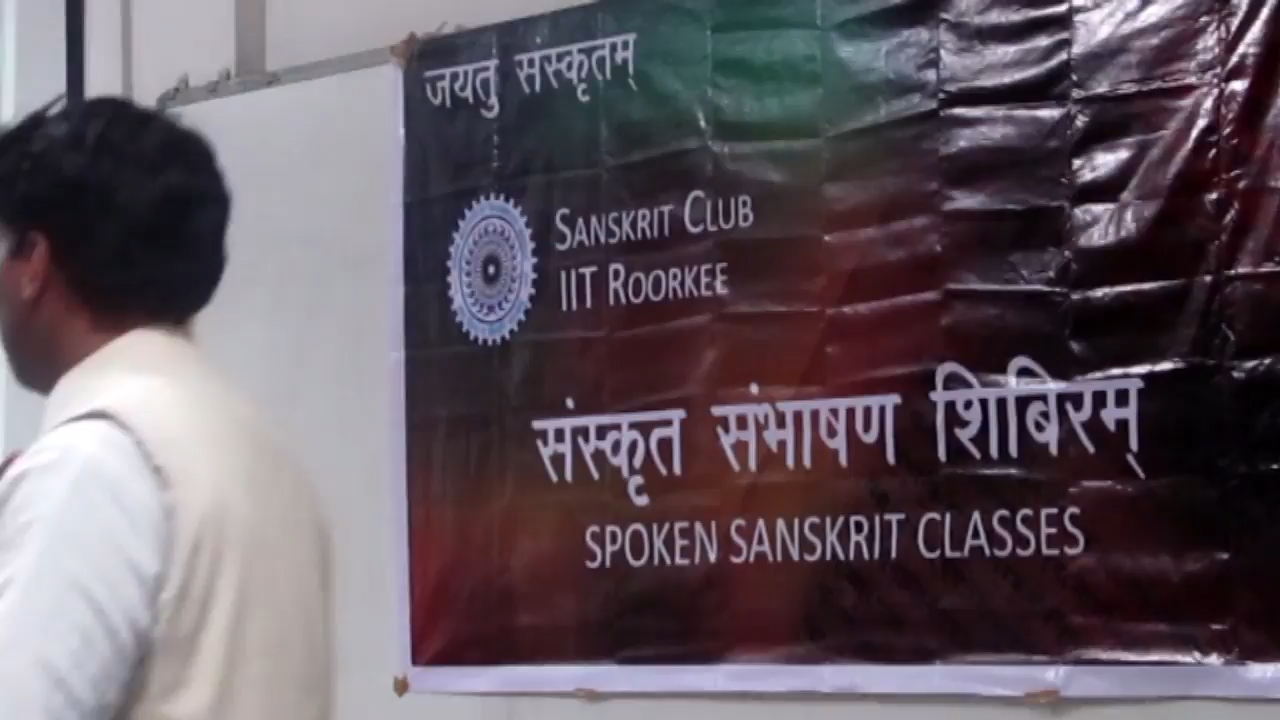 जयतु संस्कृतम्
SANSKRIT CLUB
IIT ROORKEE
संस्कृत संभाषण शिबिरम्
SPOKEN SANSKRIT CLASSES